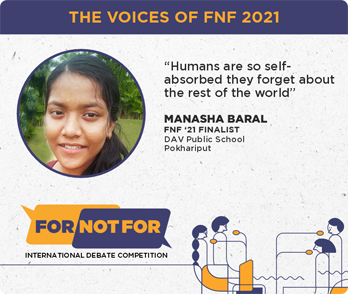 THE VOICES OF FNF 2021
“Humans are so self-
absorbed they forget about
the rest of the world”
MANASHA BARAL
FNF ‘21 FINALIST
DAV Public School
Pokhariput
FOR NOT FOR
INTERNATIONAL DEBATE COMPETITION